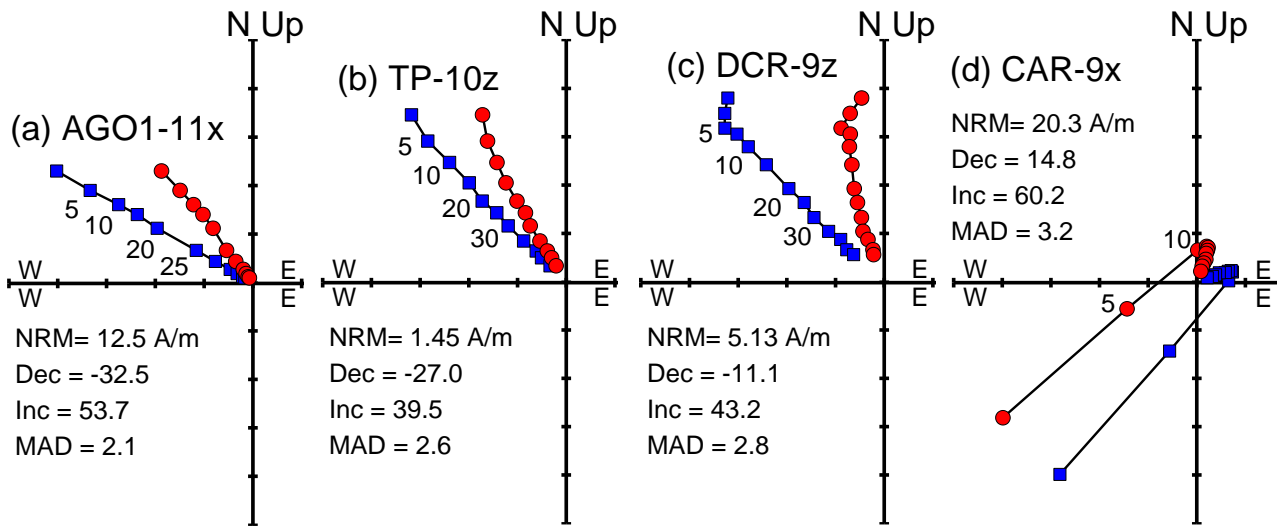 N Up
(a) AGO1-11x
5
10
20
25
W
E
W
E
NRM= 12.5 A/m
Dec = -32.5
Inc = 53.7
MAD = 2.1
N Up
(b) TP-10z
5
10
20
30
W
E
W
E
NRM= 1.45 A/m
Dec = -27.0
Inc = 39.5
MAD = 2.6
N Up
(c) DCR-9z
5
10
20
30
W
E
W
E
NRM= 5.13 A/m
Dec = -11.1
Inc = 43.2
MAD = 2.8
N Up
(d) CAR-9x
NRM= 20.3 A/m
Dec = 14.8
Inc = 60.2
MAD = 3.2
10
W
E
W
E
5